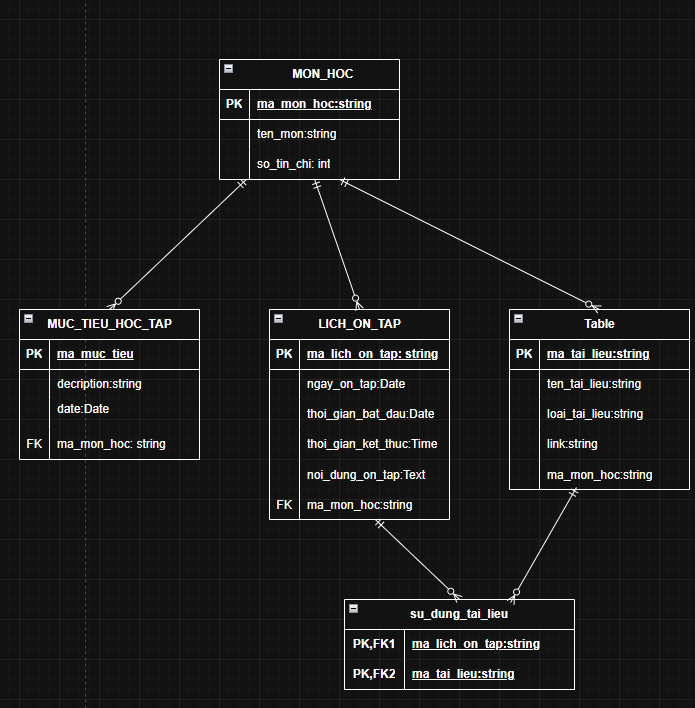 MON_HOC
PK ma_mon_hoc:string
ten_mon:string
so_tin_chi: int
MUC_TIEU_HOC_TAP
PK ma_muc_tieu
decription:string
date:Date
FK ma_mon_hoc: string
LICH_ON_TAP
PK ma_lich_on_tap: string
ngay_on_tap:Date
thoi_gian_bat_dau:Date
thoi_gian_ket_thuc:Time
noi_dung_on_tap:Text
FK ma_mon_hoc:string
Table
PK ma_tai_lieu:string
ten_tai_lieu:string
loai_tai_lieu:string
link:string
ma_mon_hoc:string
su_dung_tai_lieu
PK,FK1 ma_lich_on_tap:string
PK,FK2 ma_tai_lieu:string